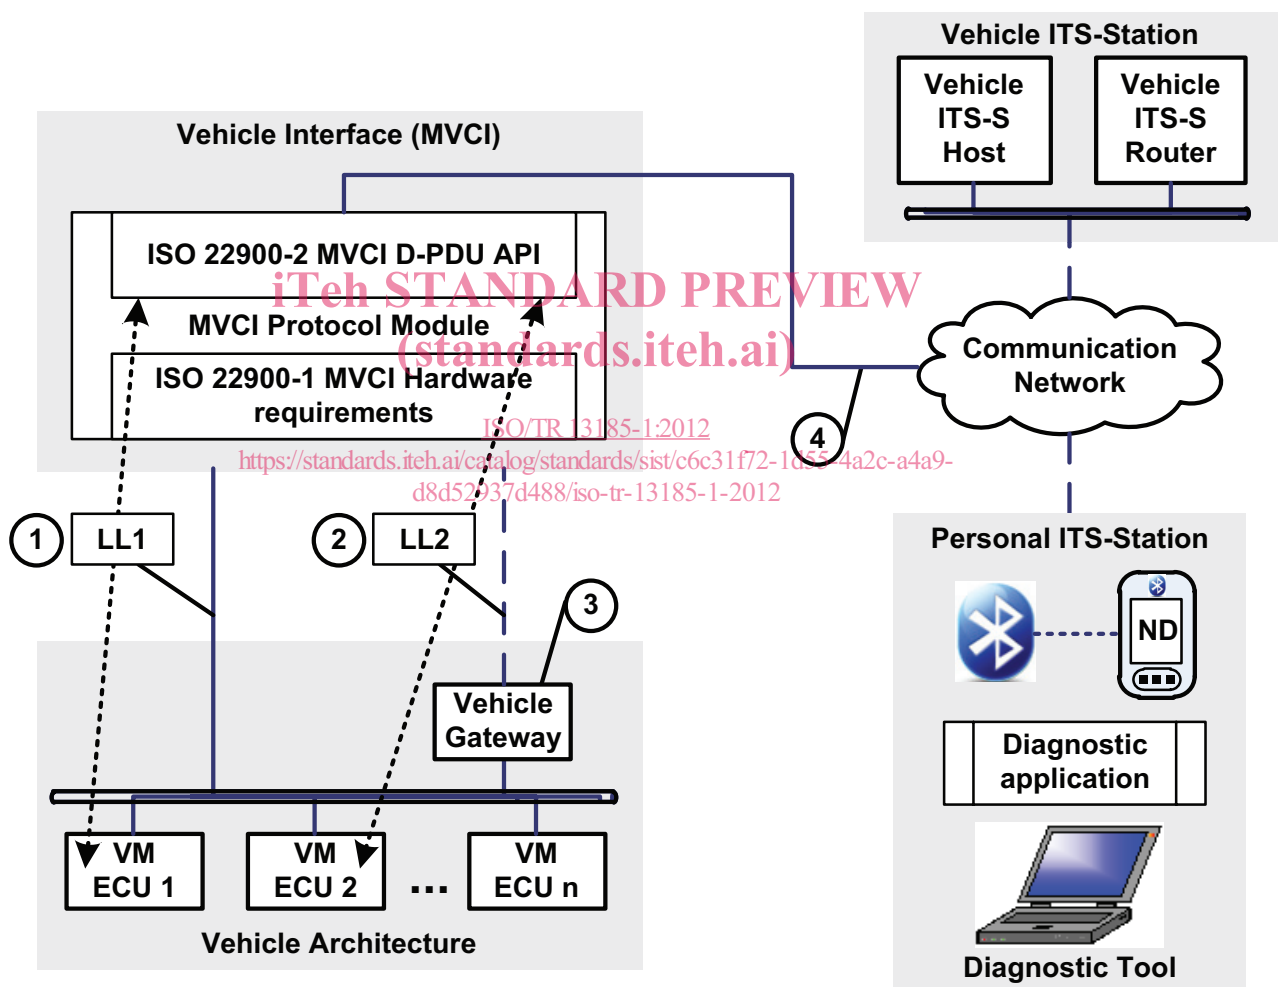 Vehicle ITS-Station
Vehicle
ITS-S
Host
Vehicle
ITS-S
Router
Vehicle Interface (MVCI)
ISO 22900-2 MVCI D-PDU API
iTeh STANDARD PREVIEW
MVCI Protocol Module
(standards.iteh.ai)
ISO 22900-1 MVCI Hardware
requirements
Communication
Network
ISO/TR 13185-1:2012
4
https://standards.iteh.ai/catalog/standards/sist/c6c31f72-1d55-4a2c-a4a9-
d8d52937d488/iso-tr-13185-1-2012
1
LL1
2
LL2
3
Personal ITS-Station
ND
Vehicle
Gateway
Diagnostic
application
VM
ECU 1
VM
ECU 2
...
VM
ECU n
Vehicle Architecture
Diagnostic Tool